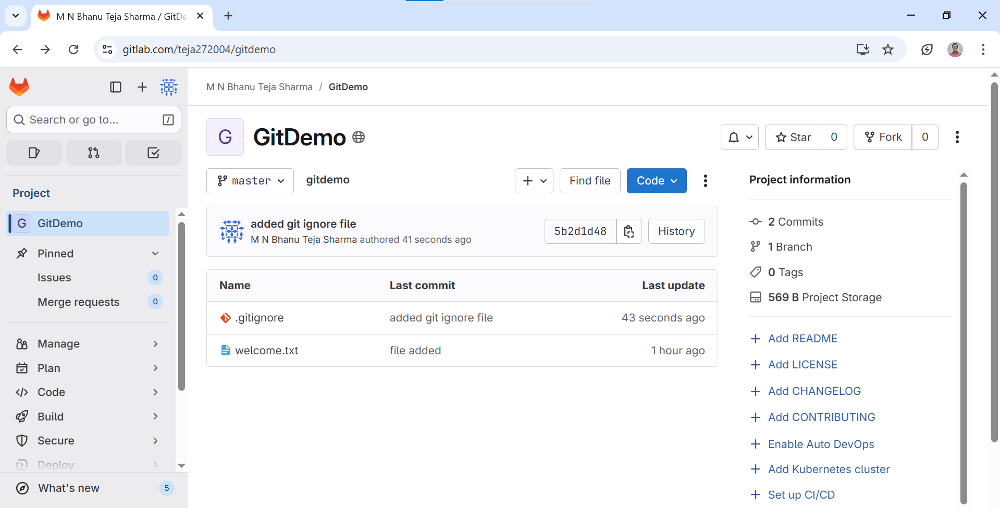 M N Bhanu Teja Sharma / GitDe
gitlab.com/teja272004/gitdemo
M N Bhanu Teja Sharma / GitDemo
Search or go to... /
G GitDemo
Star 0
Fork 0
master
gitdemo
Find file
Code
Project information
Project
G GitDemo
added git ignore file
M N Bhanu Teja Sharma authored 41 seconds ago
5b2d1d48
History
2 Commits
1 Branch
0 Tags
569 B Project Storage
Pinned
Issues 0
Merge requests 0
Name Last commit Last update
.gitignore added git ignore file 43 seconds ago
welcome.txt file added 1 hour ago
Manage
Plan
Code
Build
Secure
Deploy
What's new 5
Add README
Add LICENSE
Add CHANGELOG
Add CONTRIBUTING
Enable Auto DevOps
Add Kubernetes cluster
Set up CI/CD